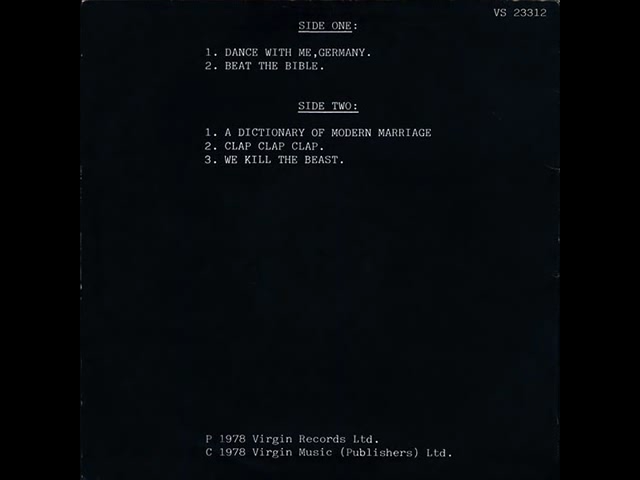 VS 23312
SIDE ONE:
1. DANCE WITH ME,GERMANY.
2. BEAT THE BIBLE.
SIDE TWO:
1. A DICTIONARY OF MODERN MARRIAGE
2. CLAP CLAP CLAP.
3. WE KILL THE BEAST.
P 1978 Virgin Records Ltd.
C 1978 Virgin Music (Publishers) Ltd.